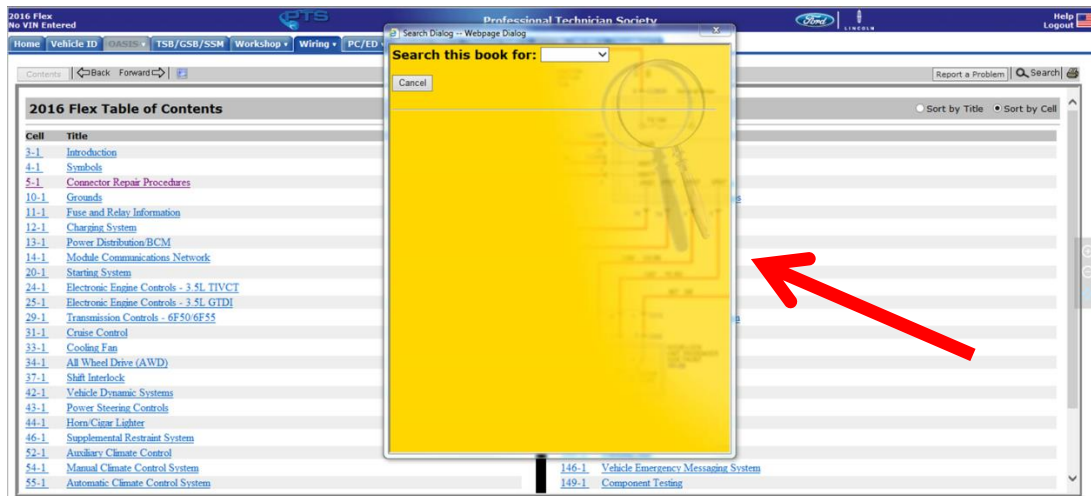 2016 Flex
No VIN Entered
PTS
Professional Technician Society
Ford
LINCOLN
Help
Logout
Home Vehicle ID OASIS TSB/GSB/SSM Workshop Wiring PC/ED
Search Dialog -- Webpage Dialog
Search this book for:
Cancel
Contents Back Forward
Report a Problem Search
2016 Flex Table of Contents
Sort by Title Sort by Cell
Cell Title
3-1 Introduction
4-1 Symbols
5-1 Connector Repair Procedures
10-1 Grounds
11-1 Fuse and Relay Information
12-1 Charging System
13-1 Power Distribution/BCM
14-1 Module Communications Network
20-1 Starting System
24-1 Electronic Engine Controls - 3.5L TIVCT
25-1 Electronic Engine Controls - 3.5L GTDI
29-1 Transmission Controls - 6F50/6F55
31-1 Cruise Control
33-1 Cooling Fan
34-1 All Wheel Drive (AWD)
37-1 Shift Interlock
42-1 Vehicle Dynamic Systems
43-1 Power Steering Controls
44-1 Horn/Cigar Lighter
46-1 Supplemental Restraint System
52-1 Auxiliary Climate Control
54-1 Manual Climate Control System
55-1 Automatic Climate Control System
146-1 Vehicle Emergency Messaging System
149-1 Component Testing